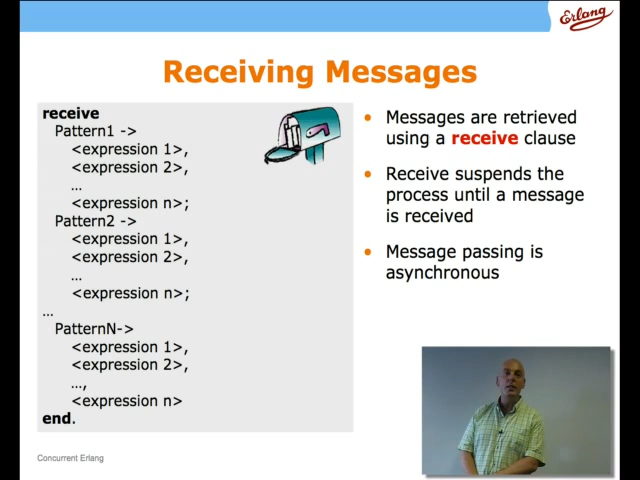 Erlang
Receiving Messages
receive
Pattern1 ->
<expression 1>,
<expression 2>,
…
<expression n>;
Pattern2 ->
<expression 1>,
<expression 2>,
…
<expression n>;
…
PatternN->
<expression 1>,
<expression 2>,
…,
<expression n>
end.
• Messages are retrieved
using a receive clause
• Receive suspends the
process until a message
is received
• Message passing is
asynchronous
Concurrent Erlang